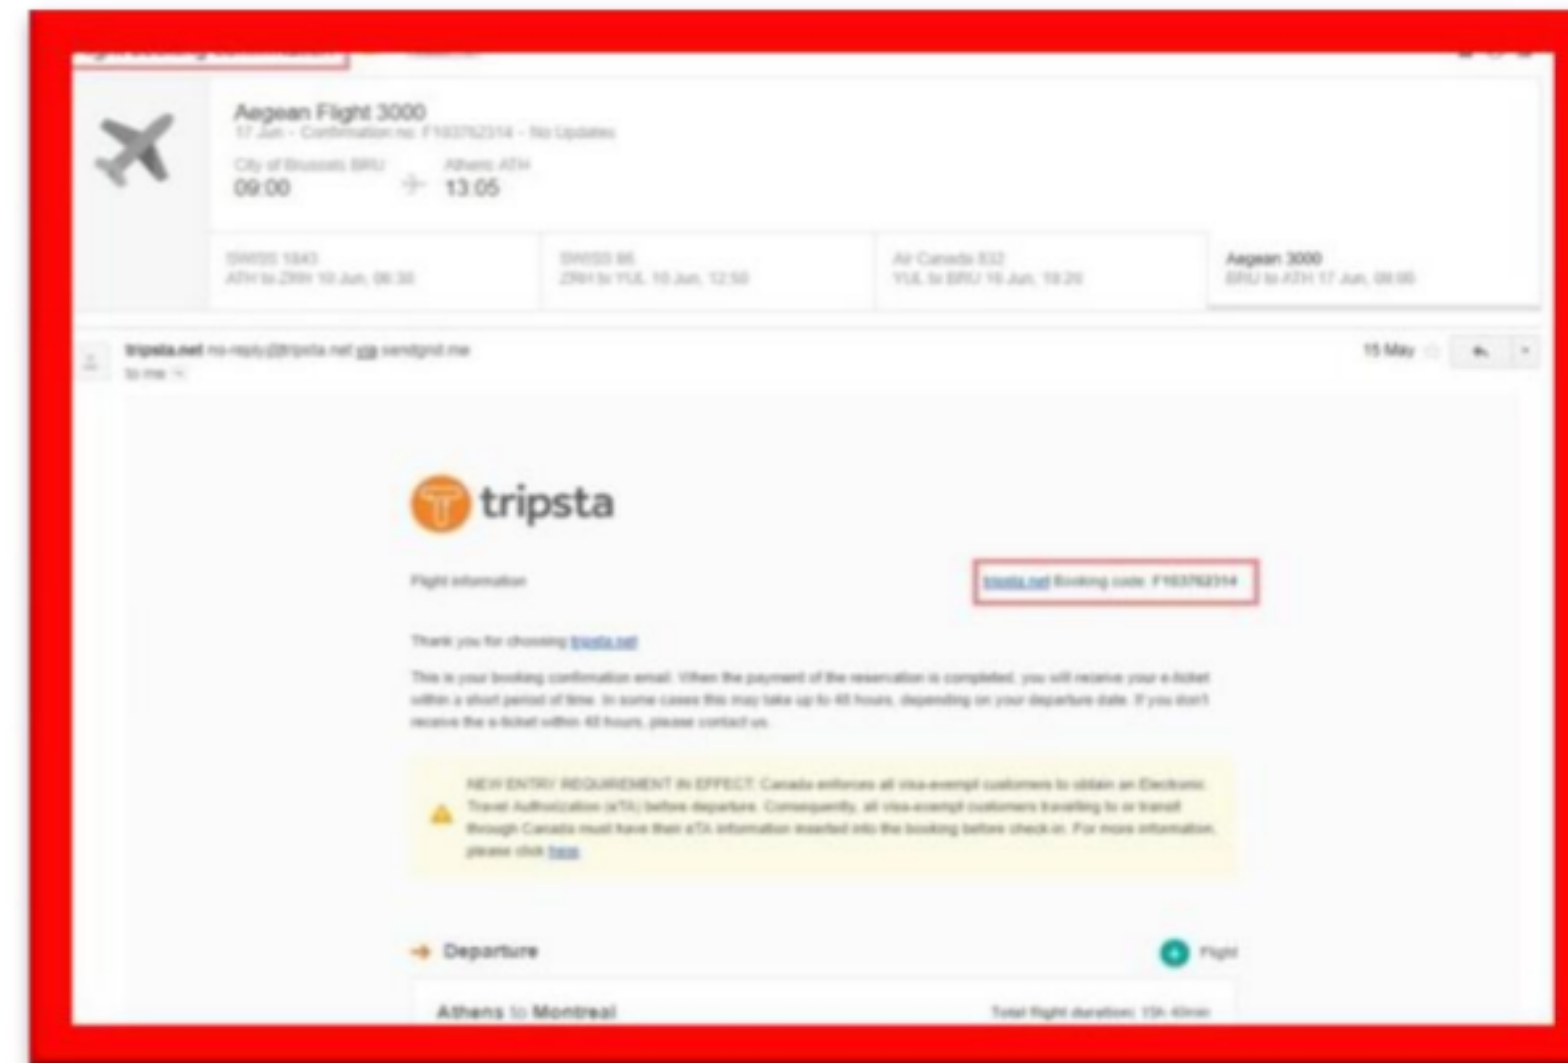 Aegean Flight 3000
17 Jun - Confirmation no. F103762314 - No Updates
City of Brussels BRU Athens ATH
09:00 13:05
SWISS 1843 SWISS 86 Air Canada 832 Aegean 3000
ATH to ZRH 10 Jun, 06:30 ZRH to YUL 10 Jun, 12:50 YUL to BRU 16 Jun, 18:20 BRU to ATH 17 Jun, 09:00
tripsta.net no-reply@tripsta.net via sendgrid.me 15 May
to me
tripsta
Flight information tripsta.net Booking code: F103762314
Thank you for choosing tripsta.net
This is your booking confirmation email. When the payment of the reservation is completed, you will receive your e-ticket
within a short period of time. In some cases this may take up to 48 hours, depending on your departure date. If you don't
receive the e-ticket within 48 hours, please contact us.
NEW ENTRY REQUIREMENT IN EFFECT: Canada enforces all visa-exempt customers to obtain an Electronic
Travel Authorization (eTA) before departure. Consequently, all visa-exempt customers travelling to or transit
through Canada must have their eTA information inserted into the booking before check-in. For more information,
please click here.
Departure Flight
Athens to Montreal Total flight duration: 15h